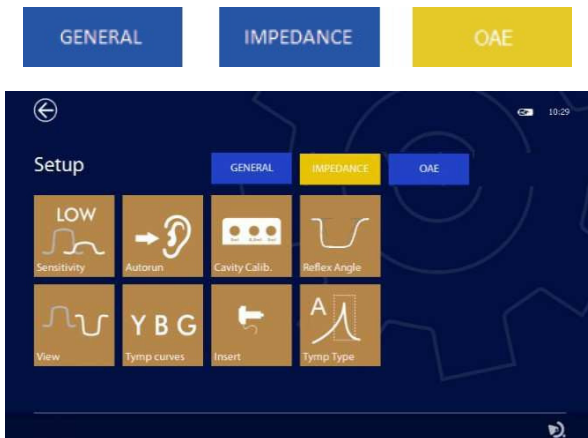 GENERAL IMPEDANCE OAE
10:29
Setup GENERAL IMPEDANCE OAE
LOW
Sensitivity Autorun Cavity Calib. Reflex Angle
Y B G A
View Tymp curves Insert Tymp Type